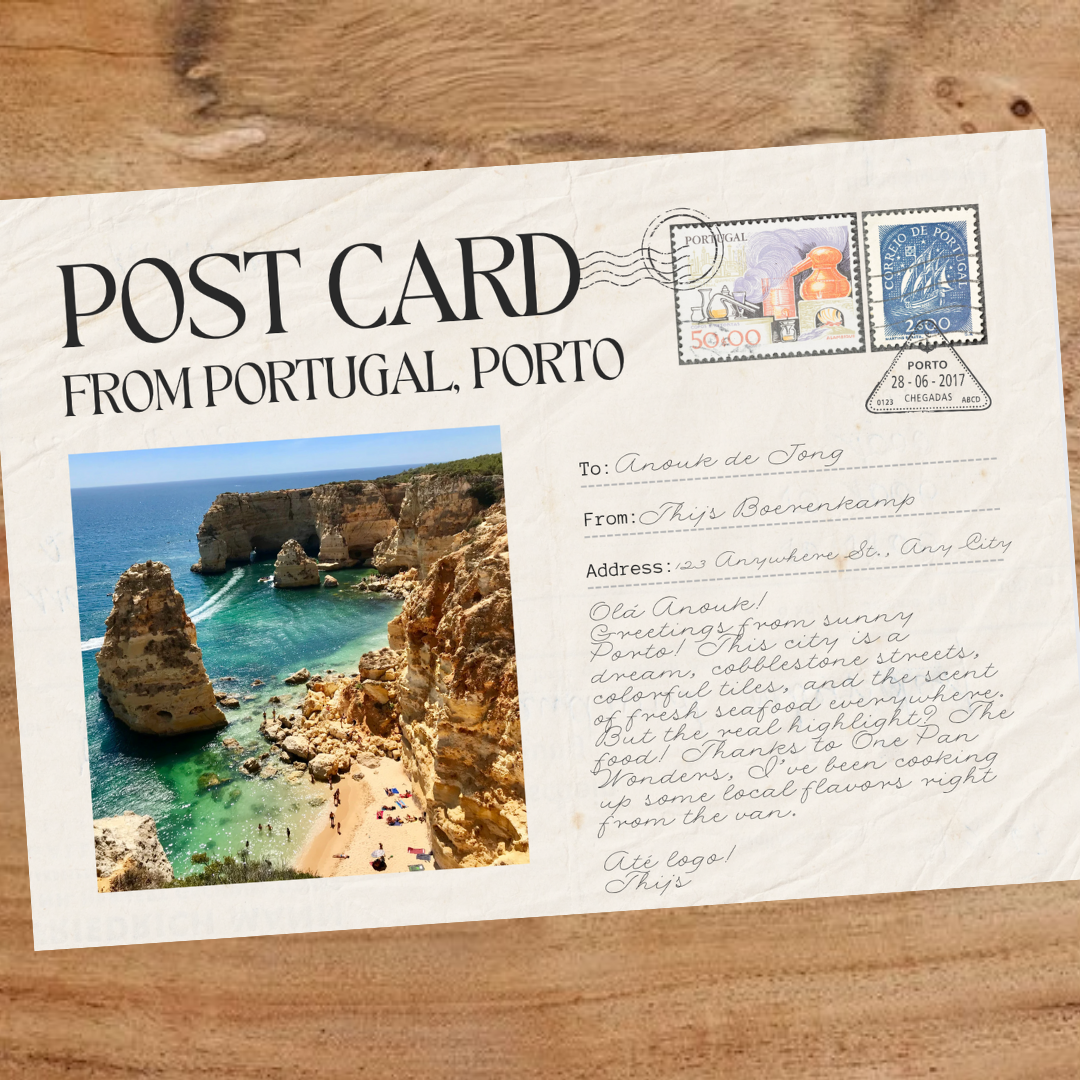 POST CARD
FROM PORTUGAL, PORTO
PORTUGAL
50.00
CORREIO DE PORTUGAL
PORTO
28 - 06 - 2017
0123 CHEGADAS ABCD
To: Anouk de Jong
From: Thijs Boerenkamp
Address: 123 Anywhere St., Any City
Olá Anouk!
Greetings from sunny
Porto! This city is a
dream, cobblestone streets,
colorful tiles, and the scent
of fresh seafood everywhere.
But the real highlight? The
food! Thanks to One Pan
Wonders, I've been cooking
up some local flavors right
from the van.
Até logo!
Thijs